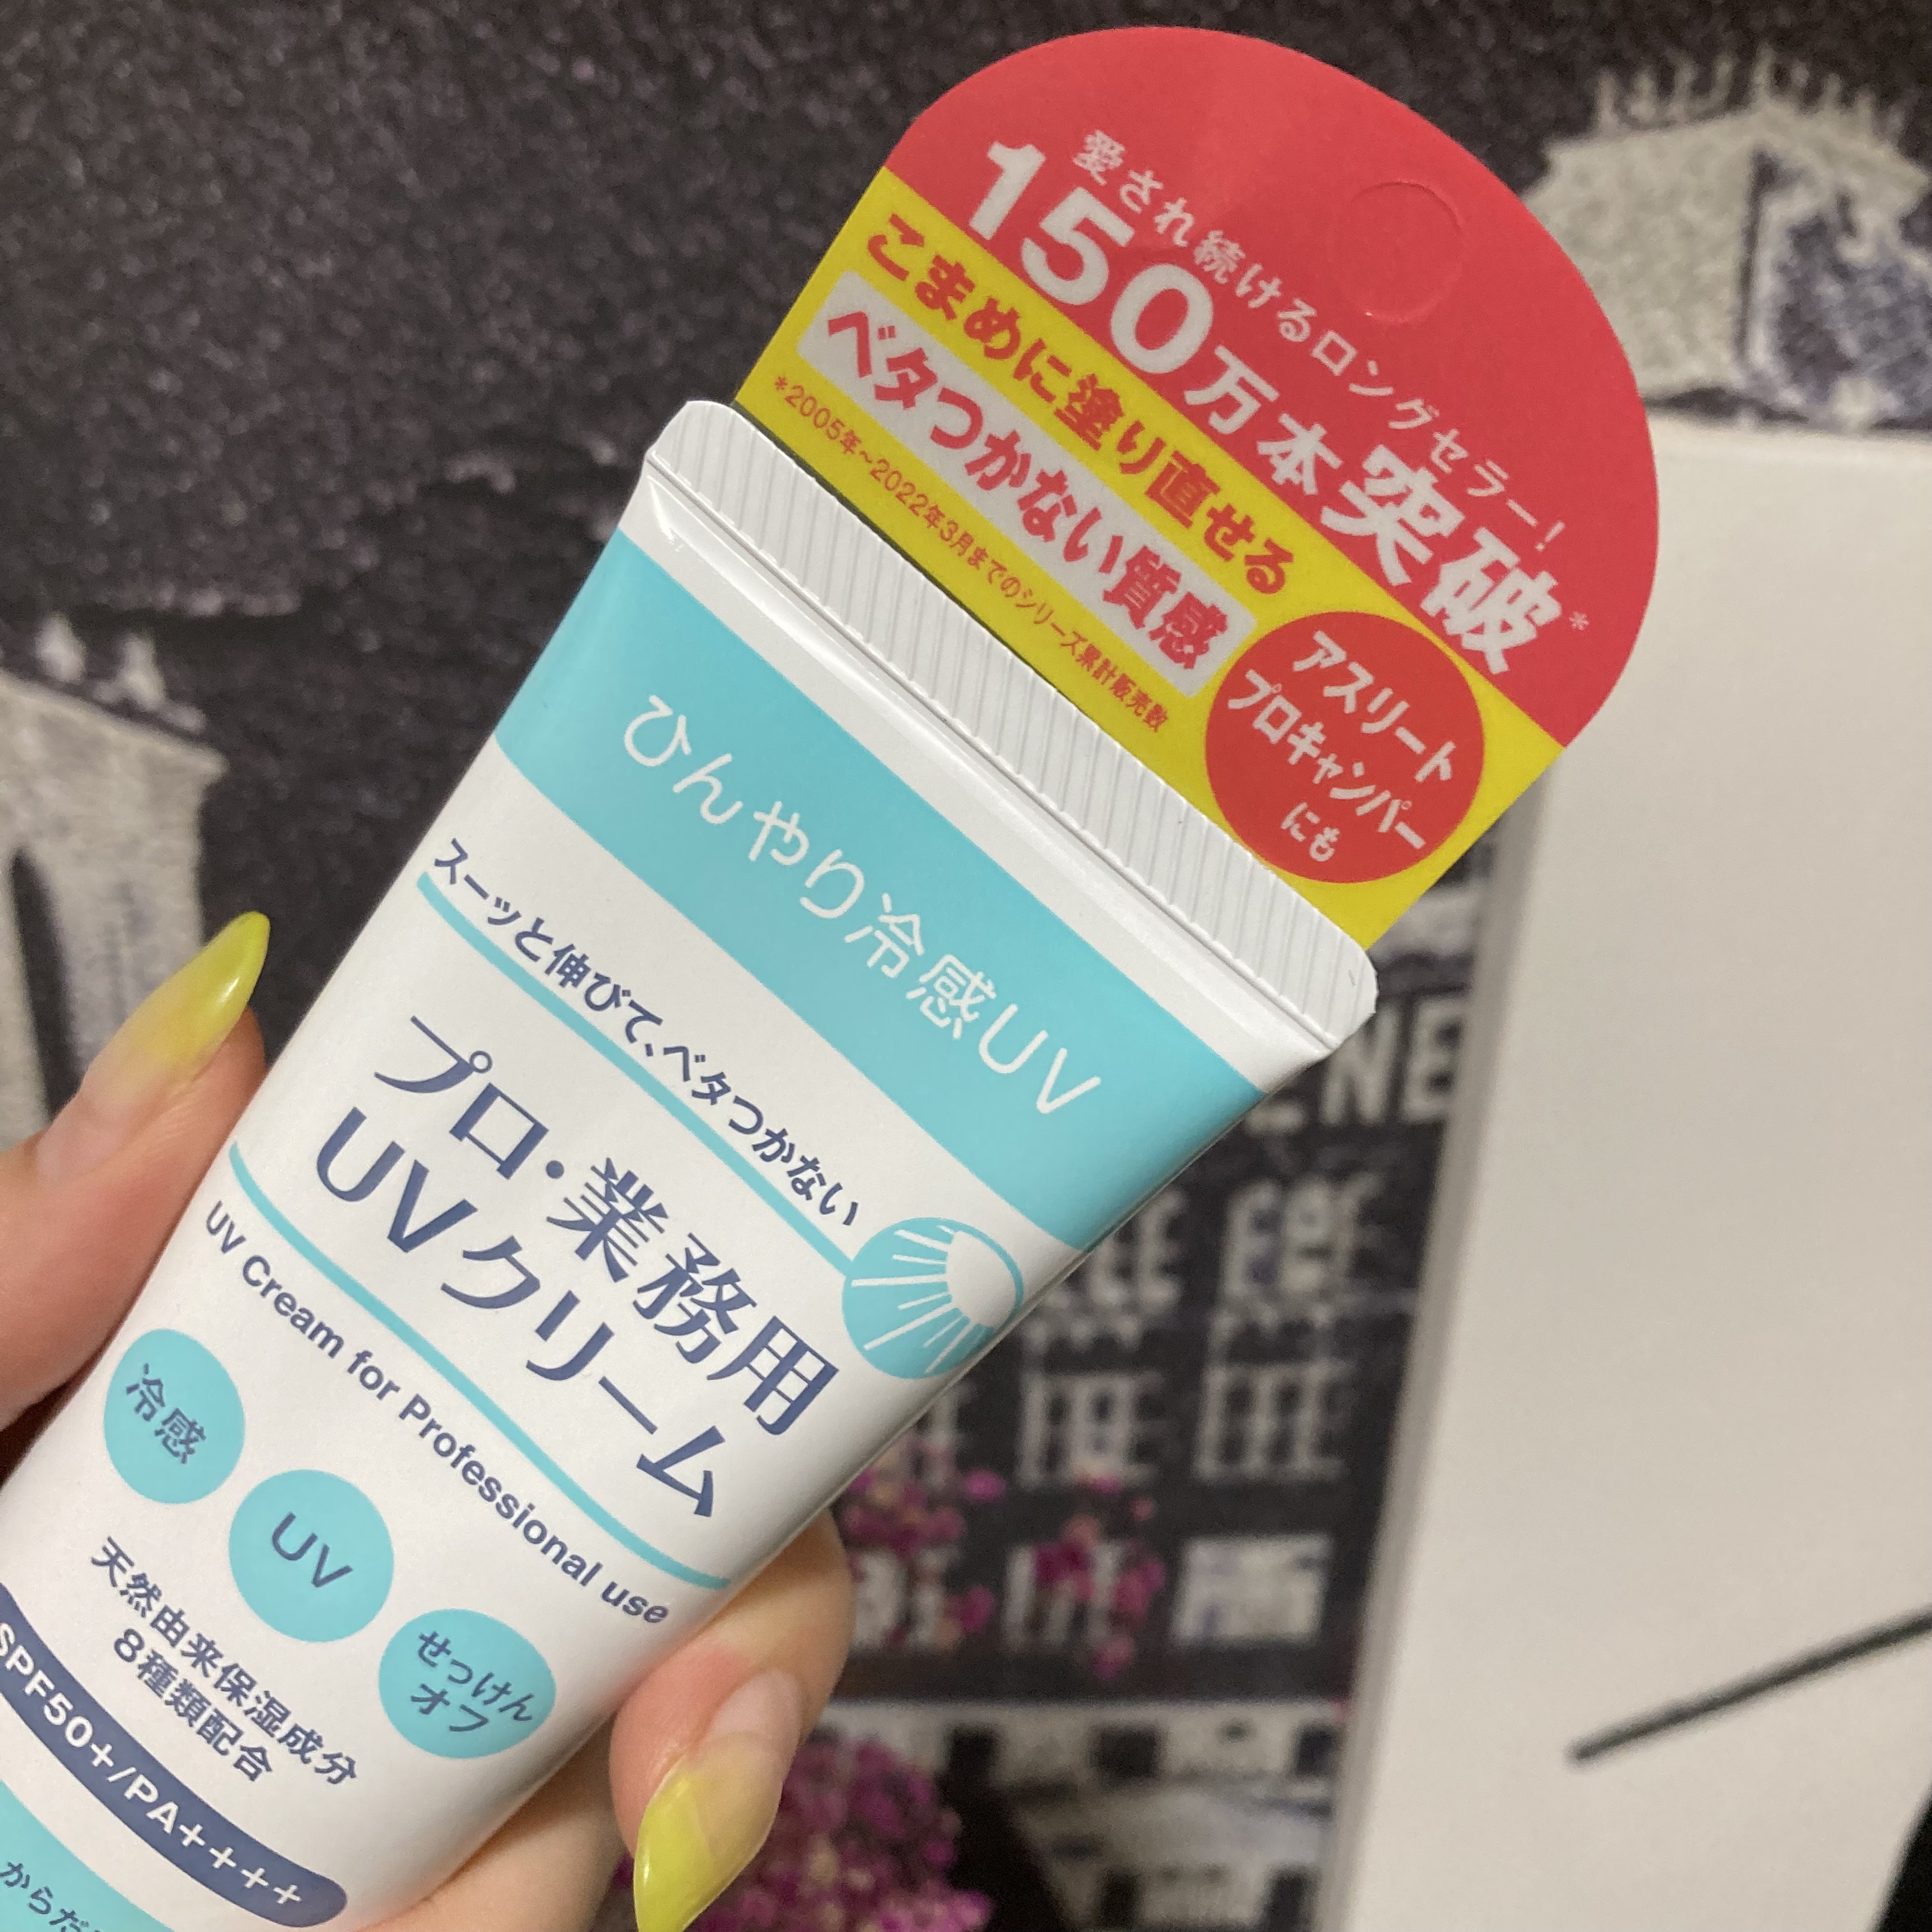 愛され続けるロングセラー!
150万本突破*
こまめに塗り直せる
ベタつかない質感
*2005年~2022年3月までのシリーズ累計販売数
アスリート
プロキャンパー
にも
ひんやり冷感UV
スーッと伸びて、ベタつかない
プロ・業務用
UVクリーム
UV Cream for Professional use
冷感
UV
せっけん
オフ
天然由来保湿成分
8種類配合
SPF50+/PA++++
からだ